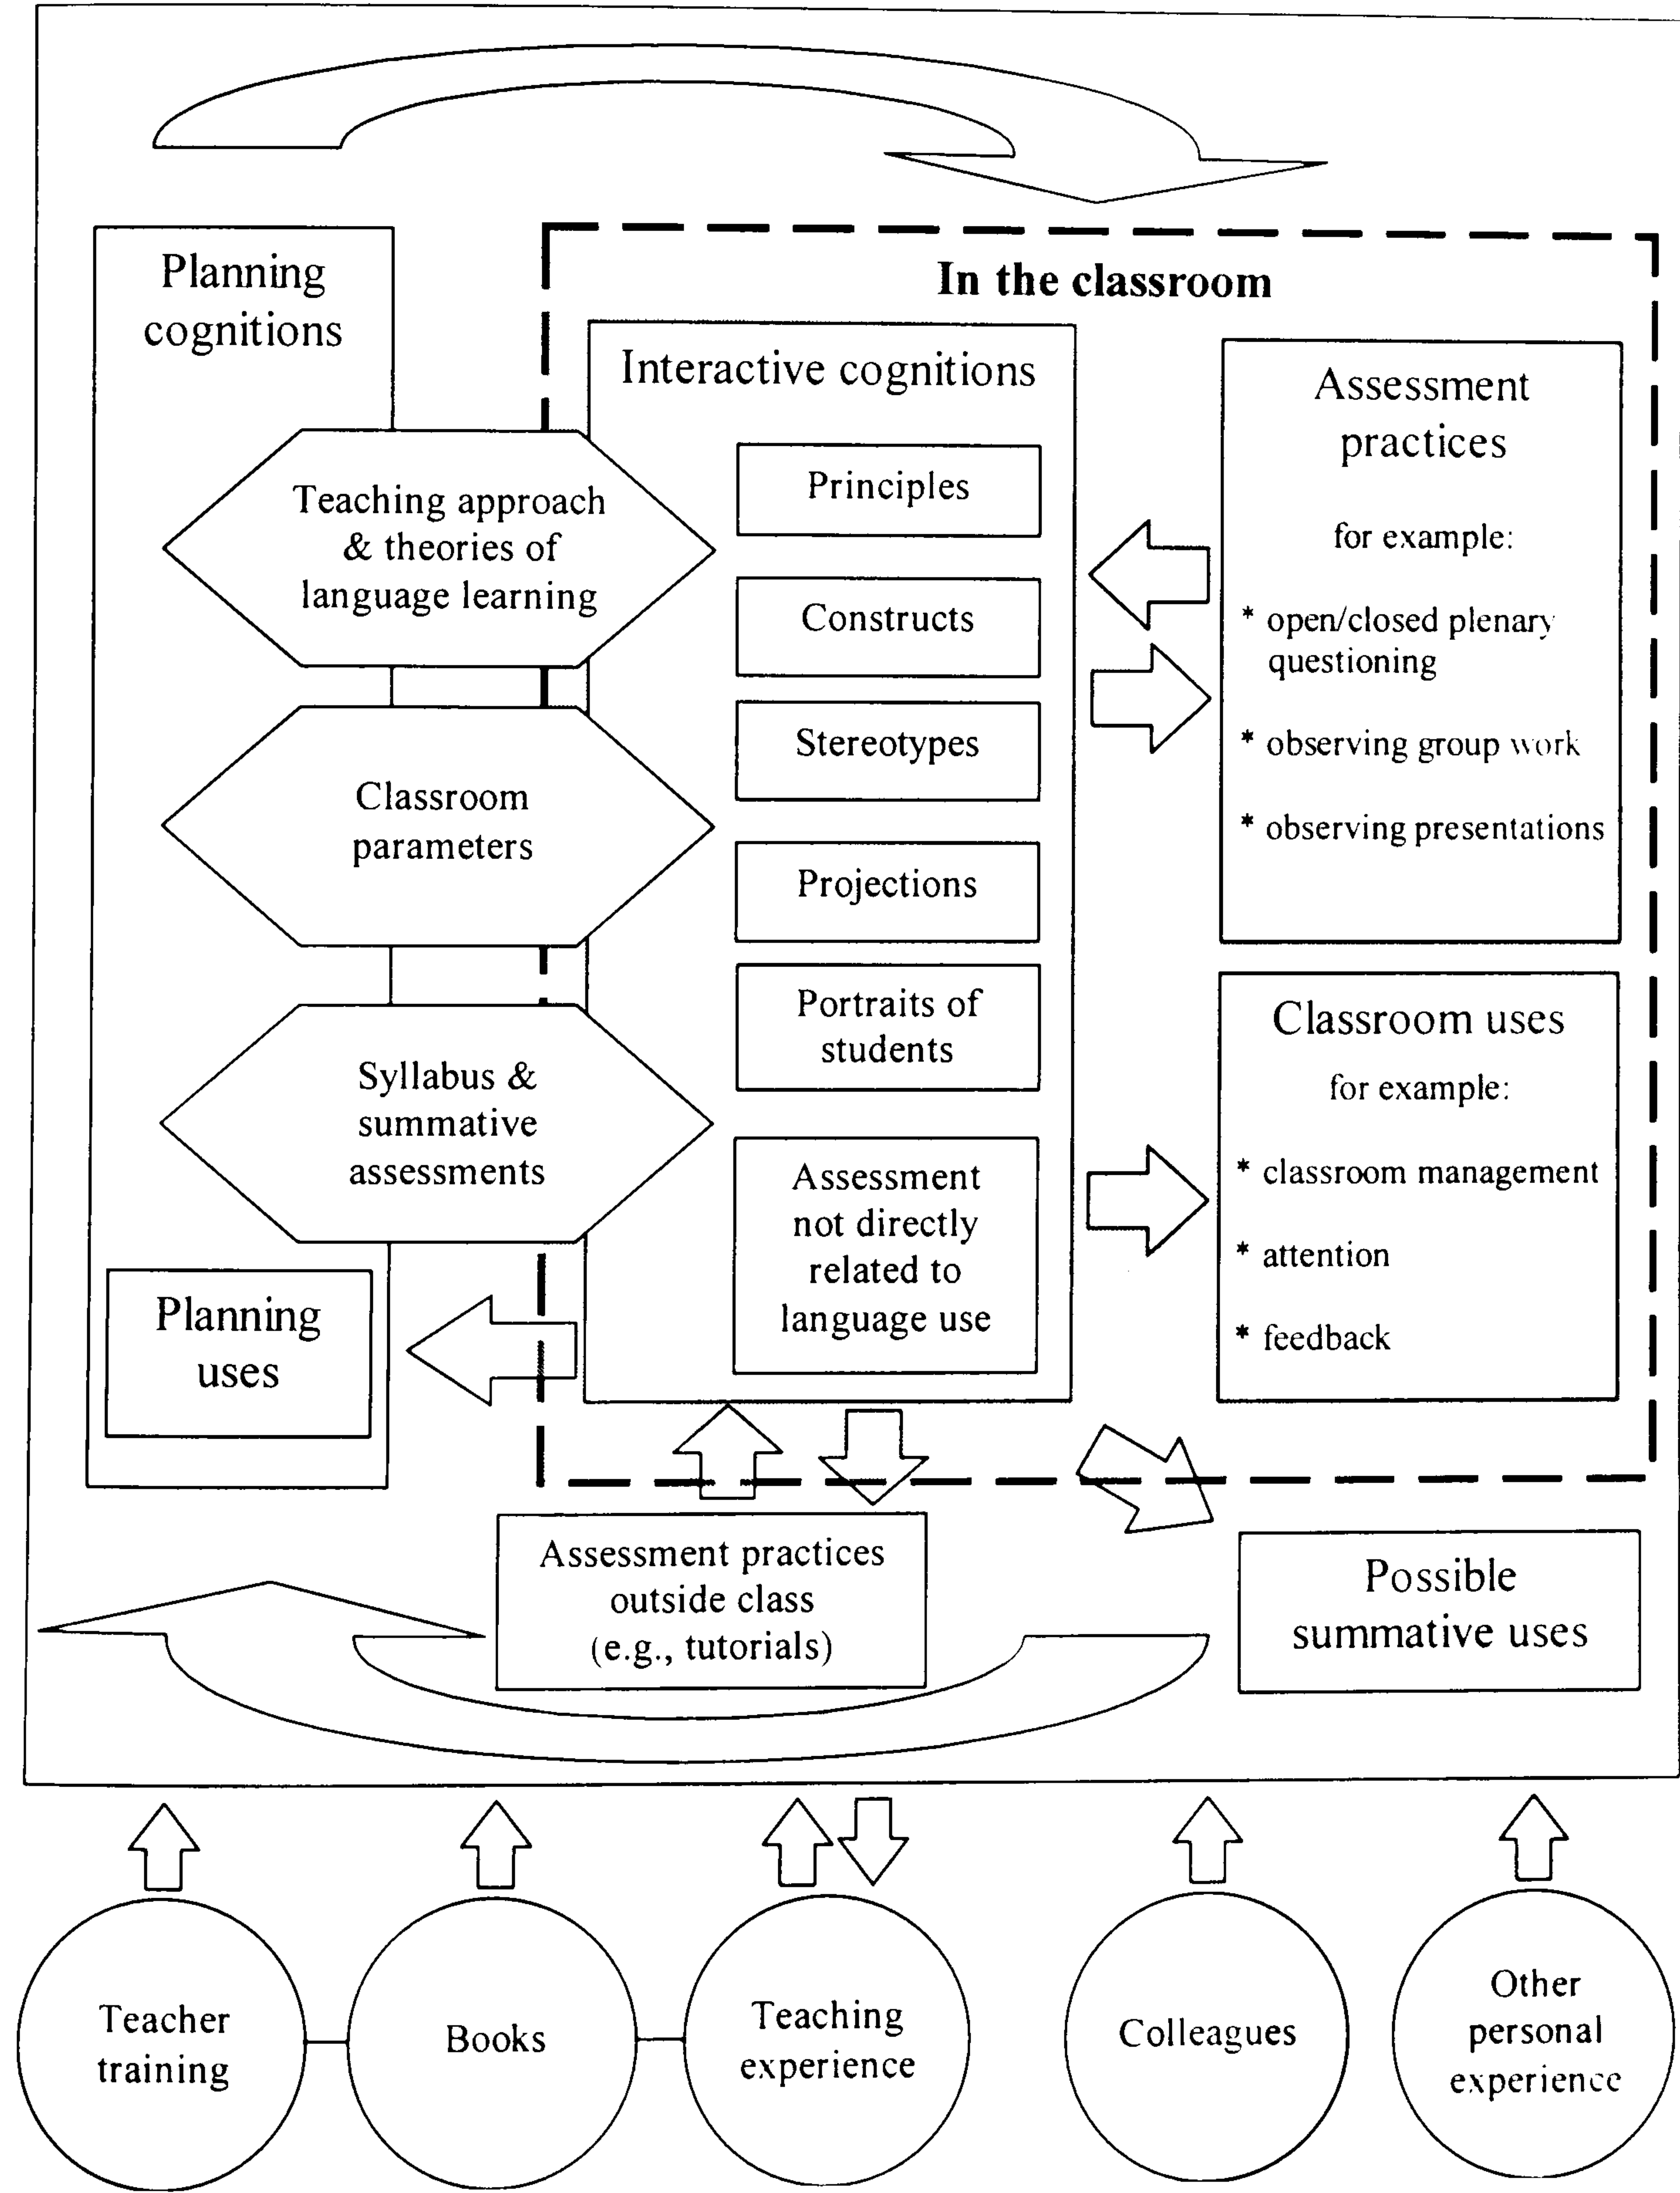 Planning
cognitions
In the classroom
Interactive cognitions
Teaching approach
& theories of
language learning
Classroom
parameters
Syllabus &
summative
assessments
Planning
uses
Principles
Constructs
Stereotypes
Projections
Portraits of
students
Assessment
not directly
related to
language use
Assessment
practices
for example:
* open/closed plenary
questioning
* observing group work
* observing presentations
Classroom uses
for example:
* classroom management
* attention
* feedback
Assessment practices
outside class
(e.g., tutorials)
Possible
summative uses
Teacher
training
Books
Teaching
experience
Colleagues
Other
personal
experience